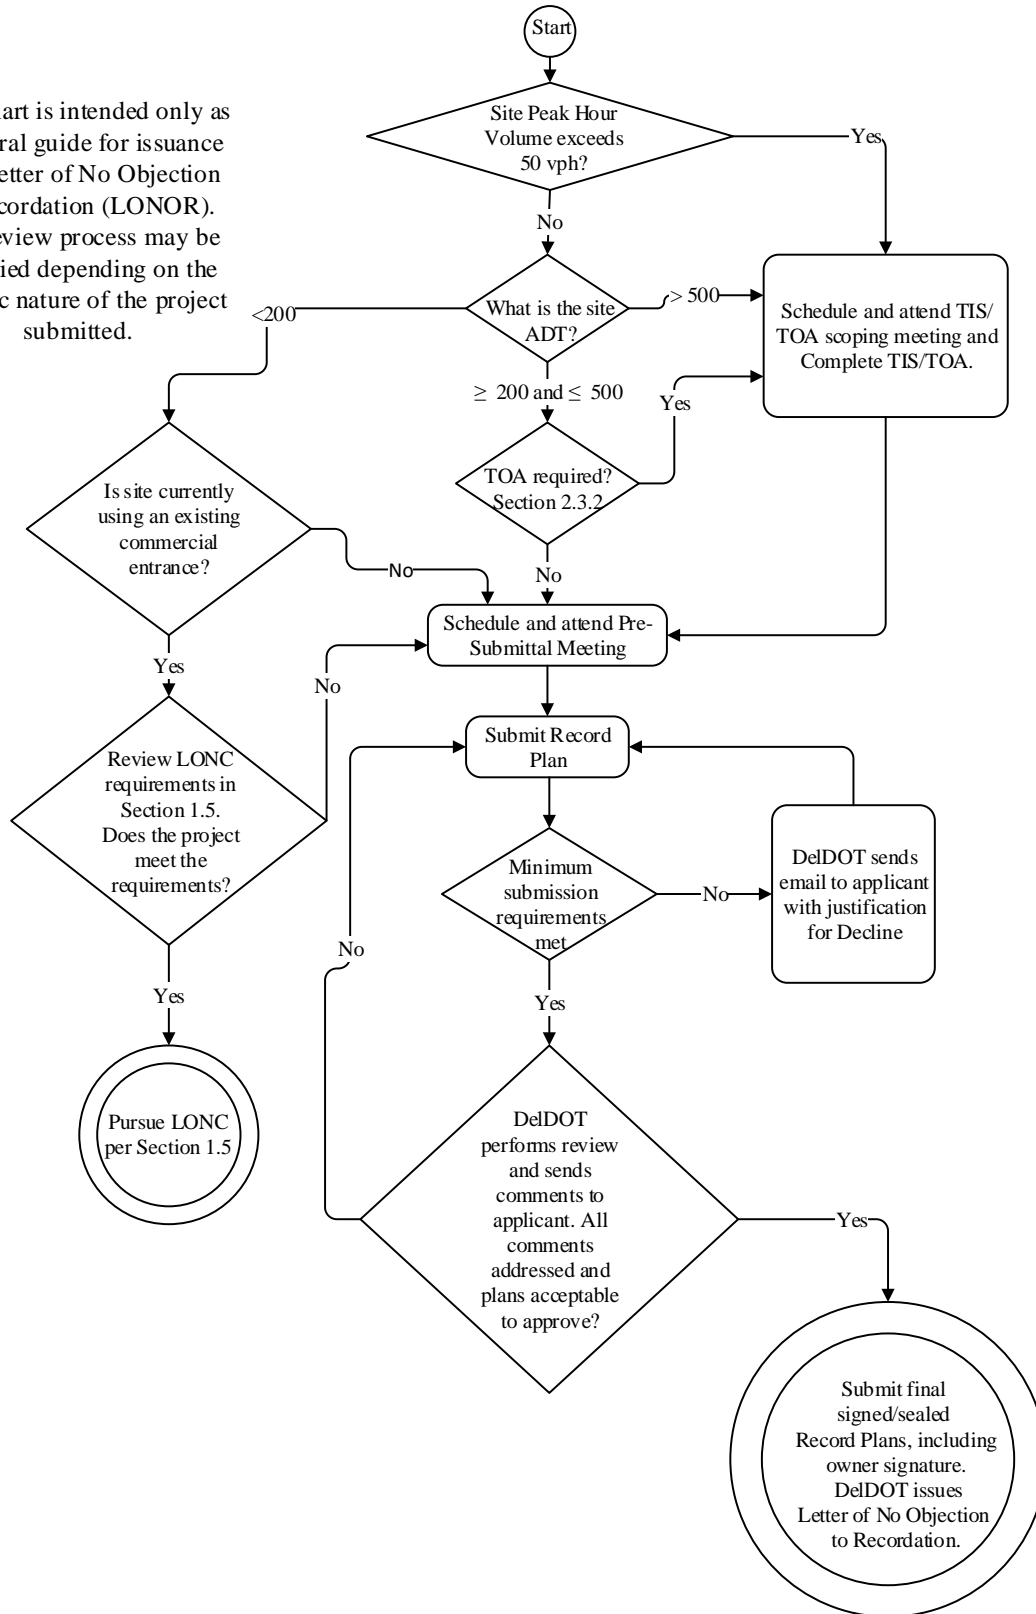 Start
Site Peak Hour
Volume exceeds
50 vph?
Yes
No
art is intended only as
ral guide for issuance
etter of No Objection
cordation (LONOR).
eview process may be
ied depending on the
c nature of the project
submitted.
What is the site
ADT?
<200
> 500
≥ 200 and ≤ 500
Schedule and attend TIS/
TOA scoping meeting and
Complete TIS/TOA.
TOA required?
Section 2.3.2
Yes
No
Is site currently
using an existing
commercial
entrance?
No
Yes
Schedule and attend Pre-
Submittal Meeting
Review LONC
requirements in
Section 1.5.
Does the project
meet the
requirements?
No
Yes
Pursue LONC
per Section 1.5
Submit Record
Plan
Minimum
submission
requirements
met
No
DelDOT sends
email to applicant
with justification
for Decline
Yes
DelDOT
performs review
and sends
comments to
applicant. All
comments
addressed and
plans acceptable
to approve?
No
Yes
Submit final
signed/sealed
Record Plans, including
owner signature.
DelDOT issues
Letter of No Objection
to Recordation.